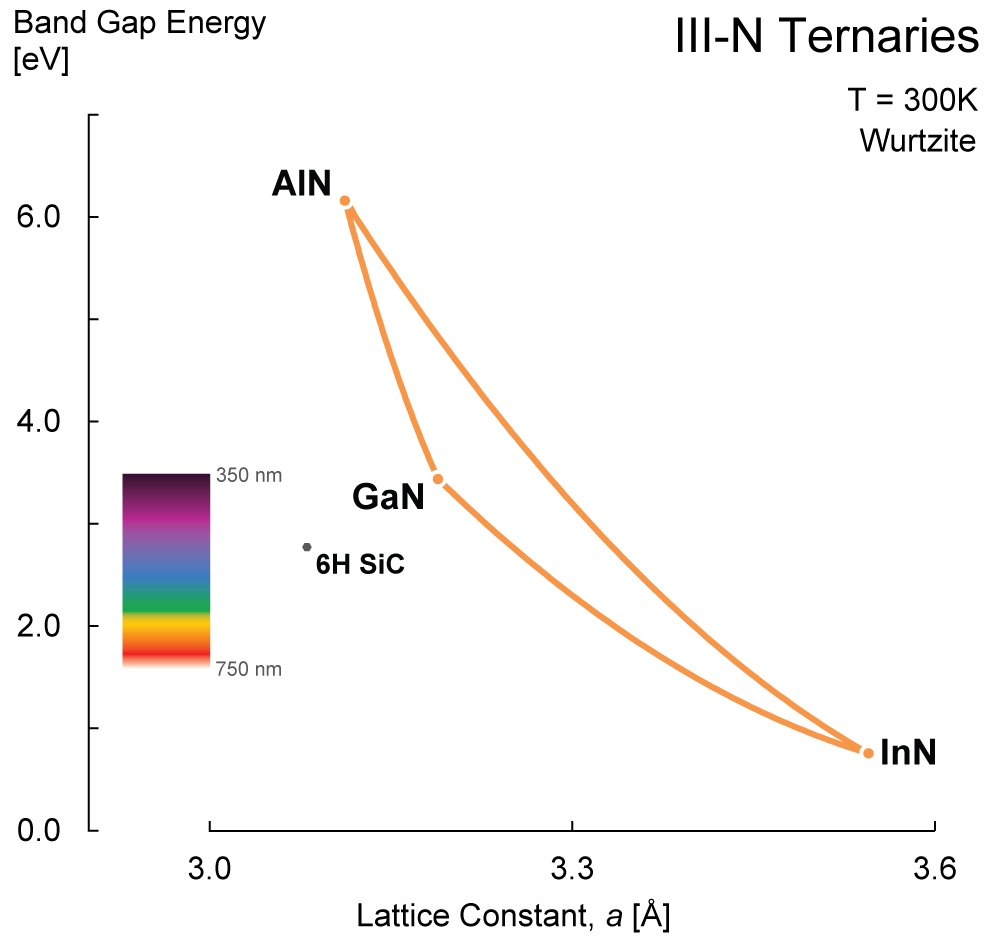 Band Gap Energy
[eV]
III-N Ternaries
T = 300K
Wurtzite
AlN
6.0
4.0
350 nm
GaN
6H SiC
2.0
750 nm
InN
0.0
3.0
3.3
3.6
Lattice Constant, a [Å]